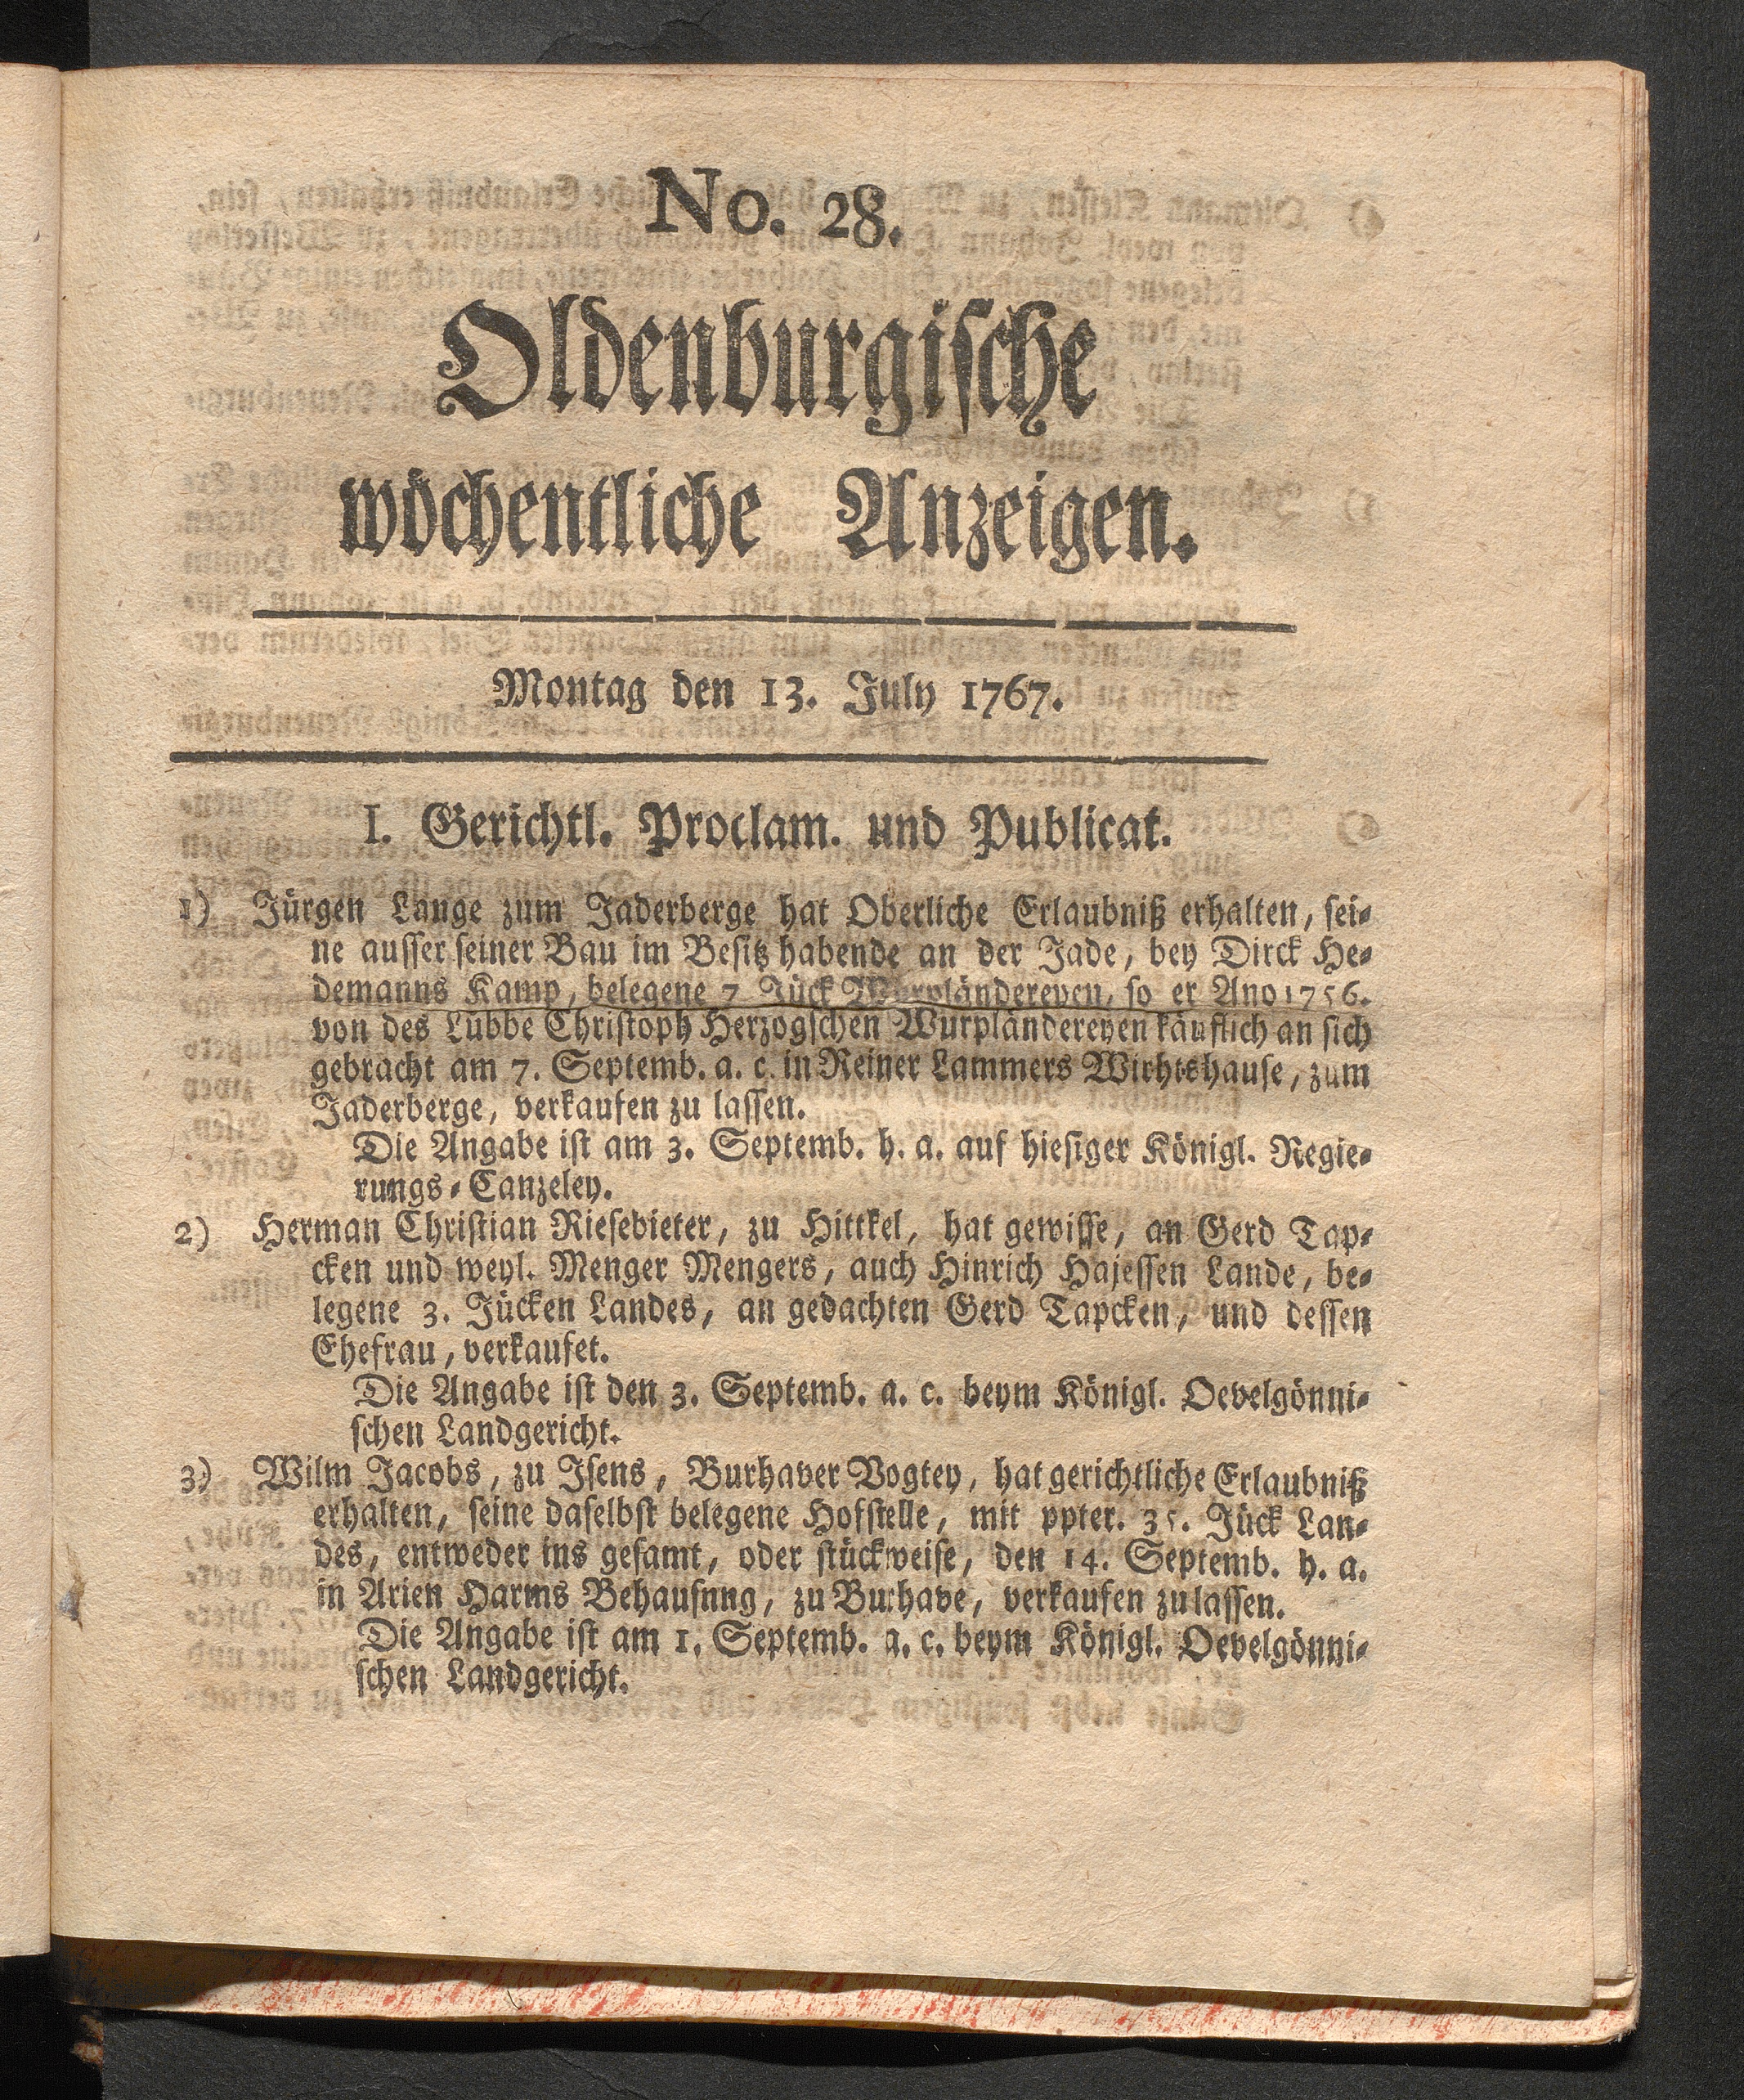 No. 28.
Oldenburgische
wöchentliche Anzeigen.
Montag den 13. July 1767.
I. Gerichtl. Proclam. und Publicat.
1) Jürgen Lange zum Jaderberge hat Oberliche Erlaubniß erhalten, sei-
ne ausser seiner Bau im Besitz habende an der Jade, bey Dirck He-
demanns Kamp, belegene 7 Jück Wurpländereyen, so er Ano 1756.
von des Lübbe Christoph Herzogschen Wurpländereyen käuflich an sich
gebracht am 7. Septemb. a. c. in Reiner Lammers Wirhtshause, zum
Jaderberge, verkaufen zu lassen.
Die Angabe ist am 3. Septemb. h. a. auf hiesiger Königl. Regie-
rungs-Canzeley.
2) Herman Christian Riesebieter, zu Hittkel, hat gewisse, an Gerd Tap-
cken und weyl. Menger Mengers, auch Hinrich Hajessen Lande, be-
legene 3. Jücken Landes, an gedachten Gerd Tapcken, und dessen
Ehefrau, verkaufet.
Die Angabe ist den 3. Septemb. a. c. beym Königl. Oevelgönni-
schen Landgericht.
3) Wilm Jacobs, zu Isens, Burhaver Vogtey, hat gerichtliche Erlaubniß
erhalten, seine daselbst belegene Hofstelle, mit ppter. 35. Jück Lan-
des, entweder ins gesamt, oder stückweise, den 14. Septemb. h. a.
in Arien Harms Behausnng, zu Burhave, verkaufen zu lassen.
Die Angabe ist am 1. Septemb. a. c. beym Königl. Oevelgönni-
schen Landgericht.